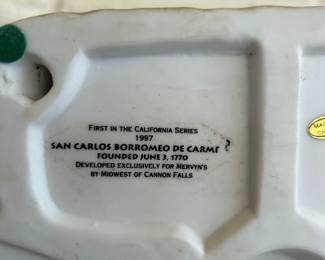 FIRST IN THE CALIFORNIA SERIES
1997
SAN CARLOS BORROMEO DE CARME
FOUNDED JUNE 3, 1770
DEVELOPED EXCLUSIVELY FOR MERVYN'S
BY MIDWEST OF CANNON FALLS